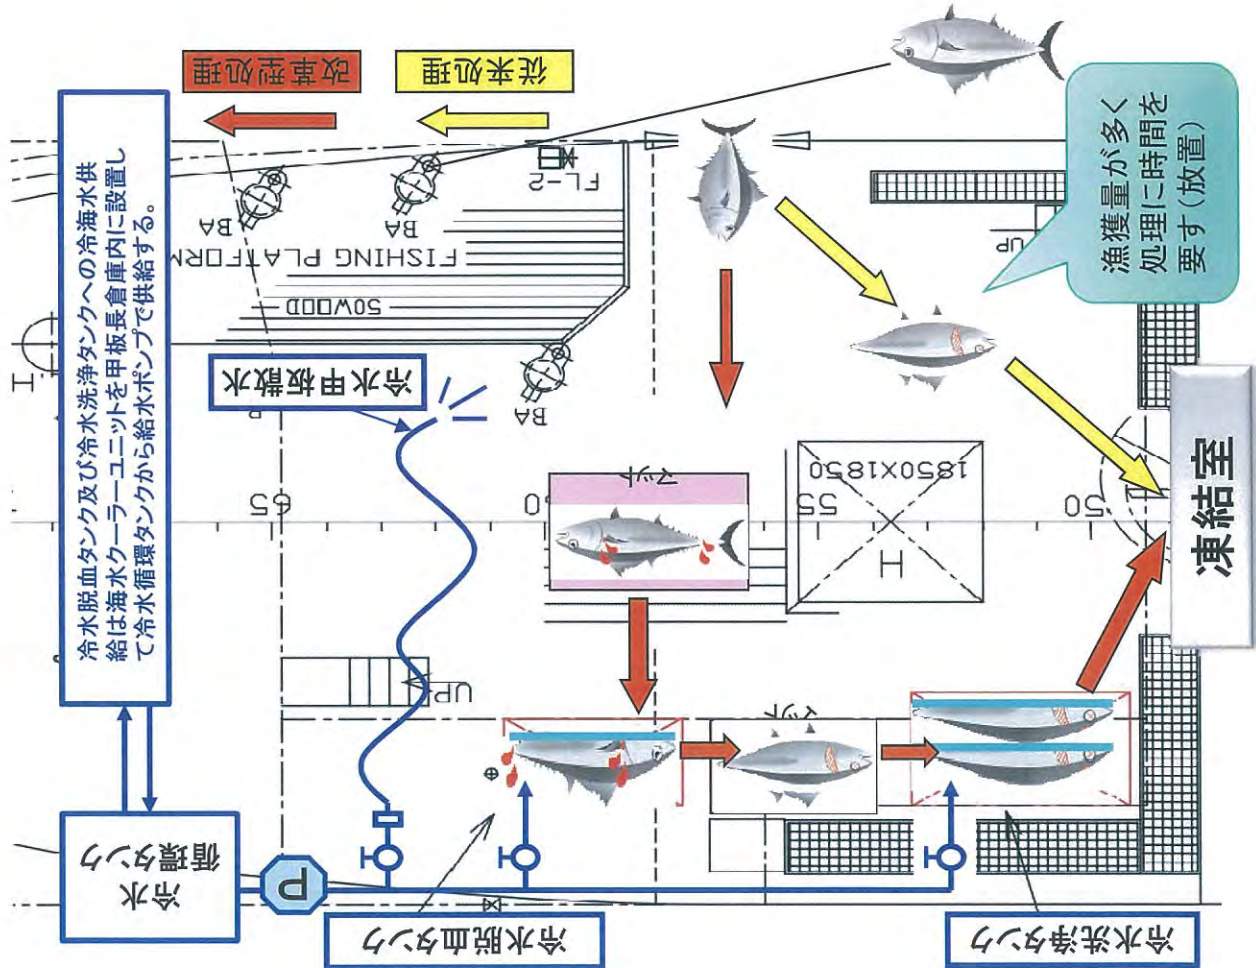 冷水脱血タンク及び冷水洗浄タンクへの冷海水供
給は海水クーラーユニットを甲板長倉庫内に設置し
て冷水循環タンクから給水ポンプで供給する。
改革型処理
従来処理
漁獲量が多く
処理に時間を
要す(放置)
BA
BA
FL-2
FISHING PLATFORM
50WOOD
BA
UP
冷水甲板散水
マット
65
0
55
50
1850X1850
H
凍結室
UP
マット
冷水
循環タンク
P
冷水脱血タンク
冷水洗浄タンク